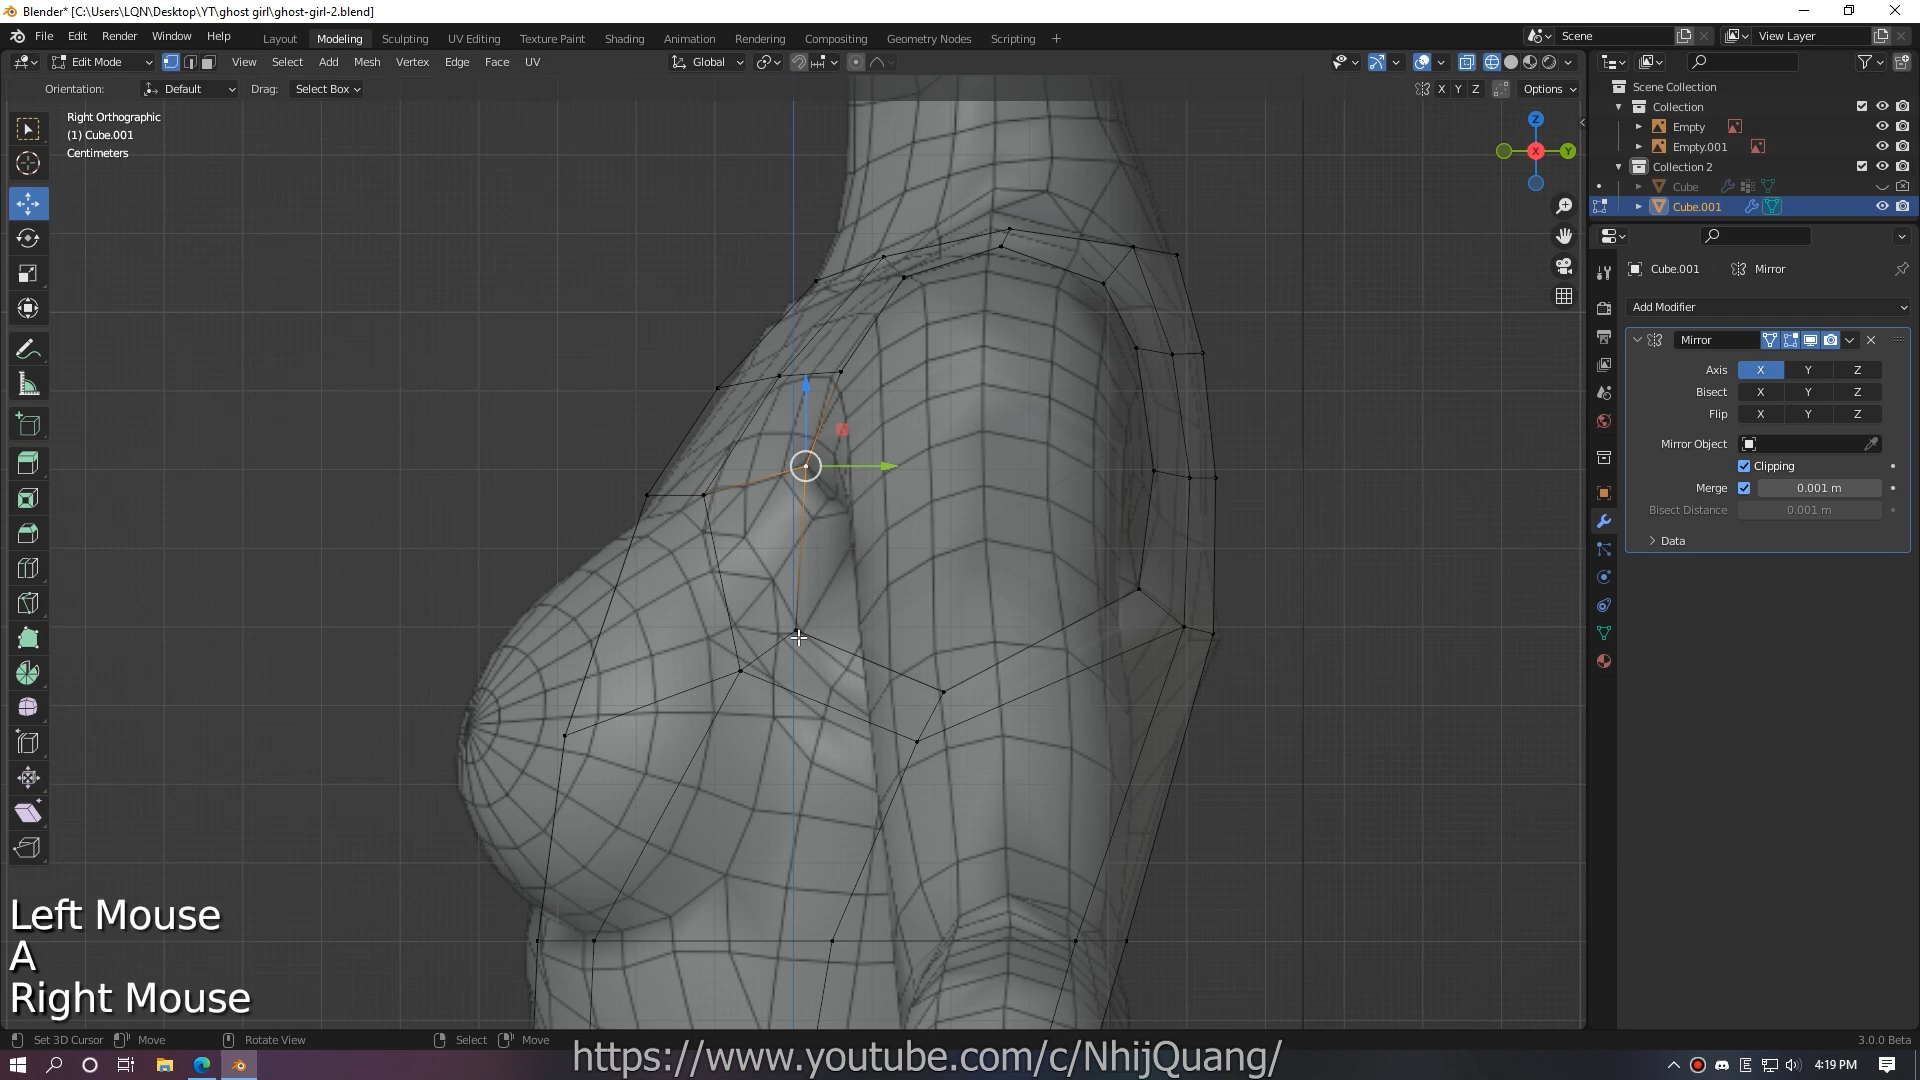 Blender* [C:\Users\LQN\Desktop\YT\ghost girl\ghost-girl-2.blend]
File Edit Render Window Help
Layout Modeling Sculpting UV Editing Texture Paint Shading Animation Rendering Compositing Geometry Nodes Scripting +
Scene View Layer
Edit Mode View Select Add Mesh Vertex Edge Face UV Global
Orientation: Default Drag: Select Box X Y Z Options
Right Orthographic
(1) Cube.001
Centimeters
Z
Y
X
Scene Collection
Collection
Empty
Empty.001
Collection 2
Cube
Cube.001
Cube.001 Mirror
Add Modifier
Mirror
Axis X Y Z
Bisect X Y Z
Flip X Y Z
Mirror Object
Clipping
Merge 0.001 m
Bisect Distance 0.001 m
Data
Left Mouse
A
Right Mouse
Set 3D Cursor Move Rotate View Select Move 3.0.0 Beta
https://www.youtube.com/c/NhijQuang/
E 4:19 PM